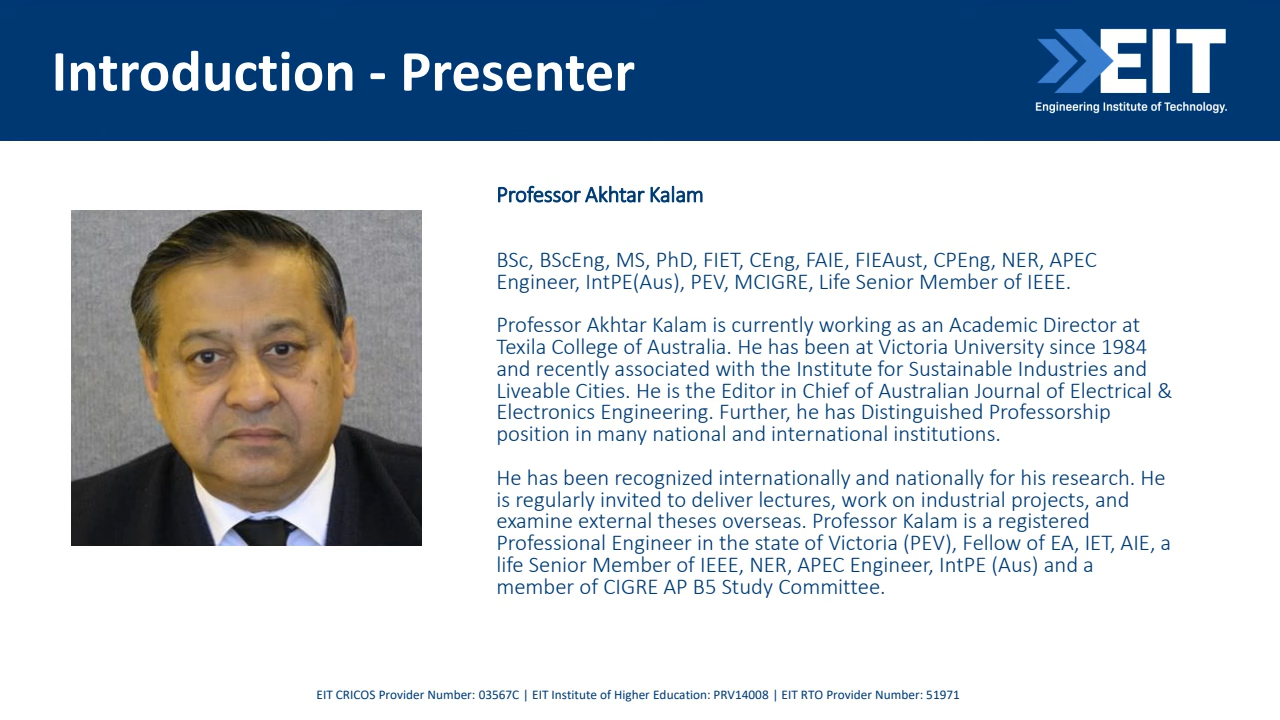 Introduction - Presenter
EIT
Engineering Institute of Technology.
Professor Akhtar Kalam
BSc, BScEng, MS, PhD, FIET, CEng, FAIE, FIEAust, CPEng, NER, APEC
Engineer, IntPE(Aus), PEV, MCIGRE, Life Senior Member of IEEE.
Professor Akhtar Kalam is currently working as an Academic Director at
Texila College of Australia. He has been at Victoria University since 1984
and recently associated with the Institute for Sustainable Industries and
Liveable Cities. He is the Editor in Chief of Australian Journal of Electrical &
Electronics Engineering. Further, he has Distinguished Professorship
position in many national and international institutions.
He has been recognized internationally and nationally for his research. He
is regularly invited to deliver lectures, work on industrial projects, and
examine external theses overseas. Professor Kalam is a registered
Professional Engineer in the state of Victoria (PEV), Fellow of EA, IET, AIE, a
life Senior Member of IEEE, NER, APEC Engineer, IntPE (Aus) and a
member of CIGRE AP B5 Study Committee.
EIT CRICOS Provider Number: 03567C | EIT Institute of Higher Education: PRV14008 | EIT RTO Provider Number: 51971